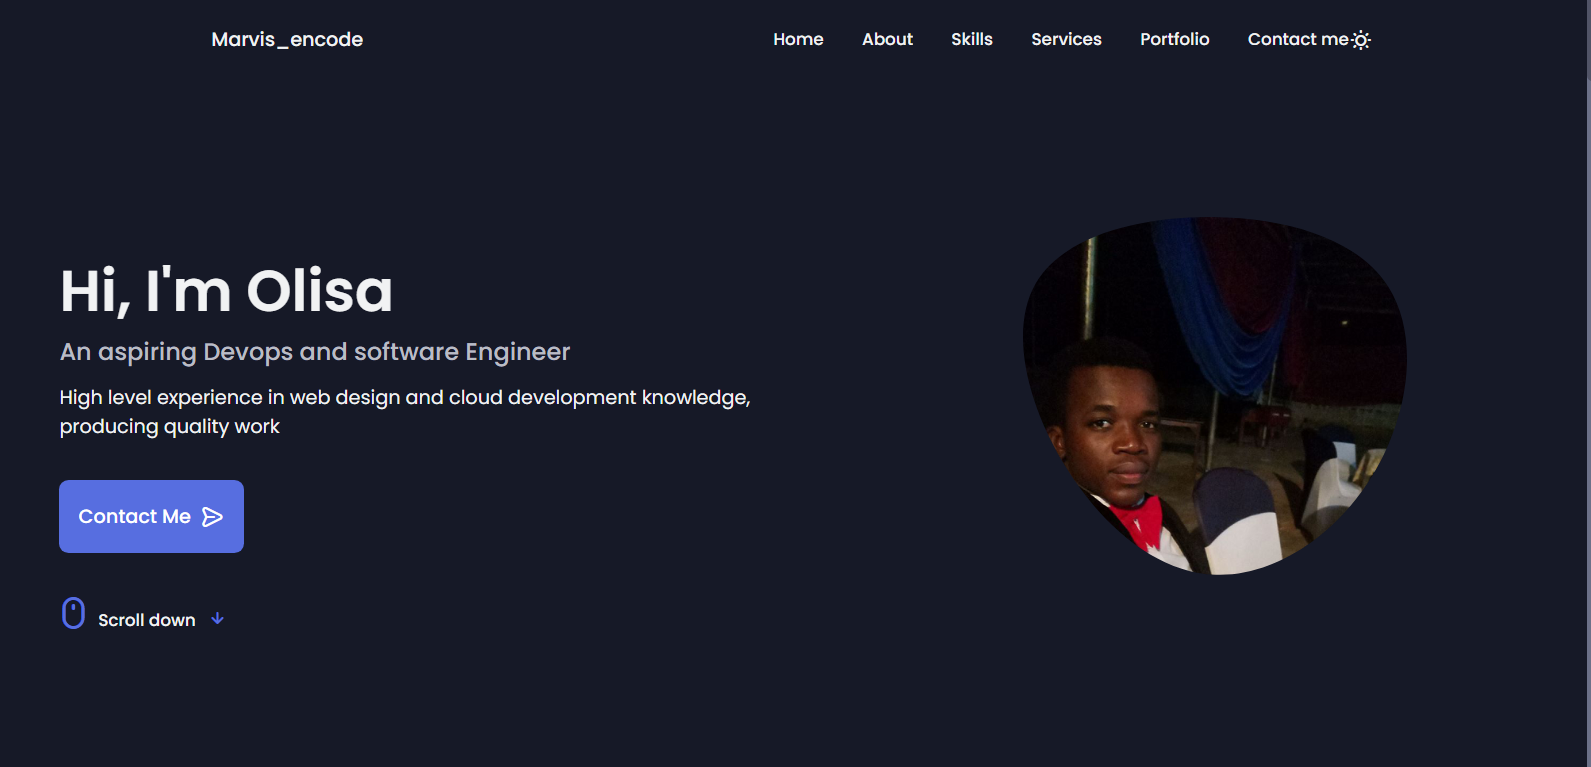 Marvis_encode
Home About Skills Services Portfolio Contact me
Hi, I'm Olisa
An aspiring Devops and software Engineer
High level experience in web design and cloud development knowledge,
producing quality work
Contact Me
Scroll down